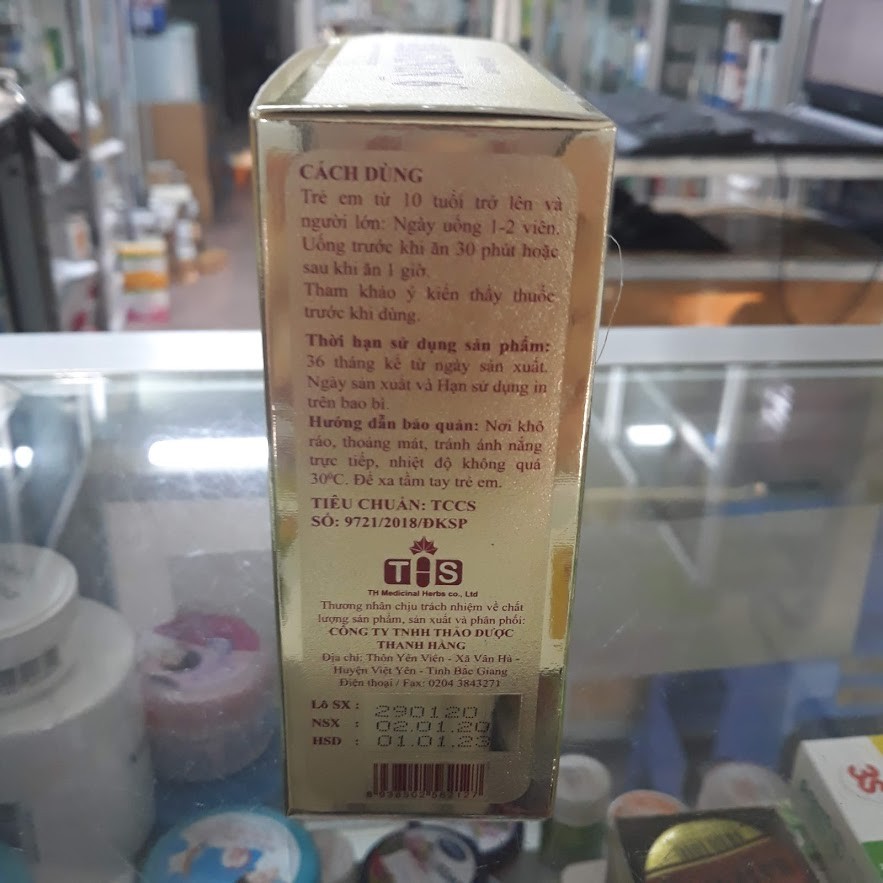 CÁCH DÙNG
Trẻ em từ 10 tuổi trở lên và
người lớn: Ngày uống 1-2 viên.
Uống trước khi ăn 30 phút hoặc
sau khi ăn 1 giờ.
Tham khảo ý kiến thầy thuốc
trước khi dùng.
Thời hạn sử dụng sản phẩm:
36 tháng kể từ ngày sản xuất.
Ngày sản xuất và Hạn sử dụng in
trên bao bì.
Hướng dẫn bảo quản: Nơi khô
ráo, thoáng mát, tránh ánh nắng
trực tiếp, nhiệt độ không quá
30⁰C. Để xa tầm tay trẻ em.
TIÊU CHUẨN: TCCS
SỐ: 9721/2018/ĐKSP
THS
TH Medicinal Herbs co., Ltd
Thương nhân chịu trách nhiệm về chất
lượng sản phẩm, sản xuất và phân phối:
CÔNG TY TNHH THẢO DƯỢC
THANH HẰNG
Địa chỉ: Thôn Yên Viên - Xã Vân Hà -
Huyện Việt Yên - Tỉnh Bắc Giang
Điện thoại / Fax: 0204 3843271
Lô SX : 290120
NSX : 02.01.20
HSD : 01.01.23
35